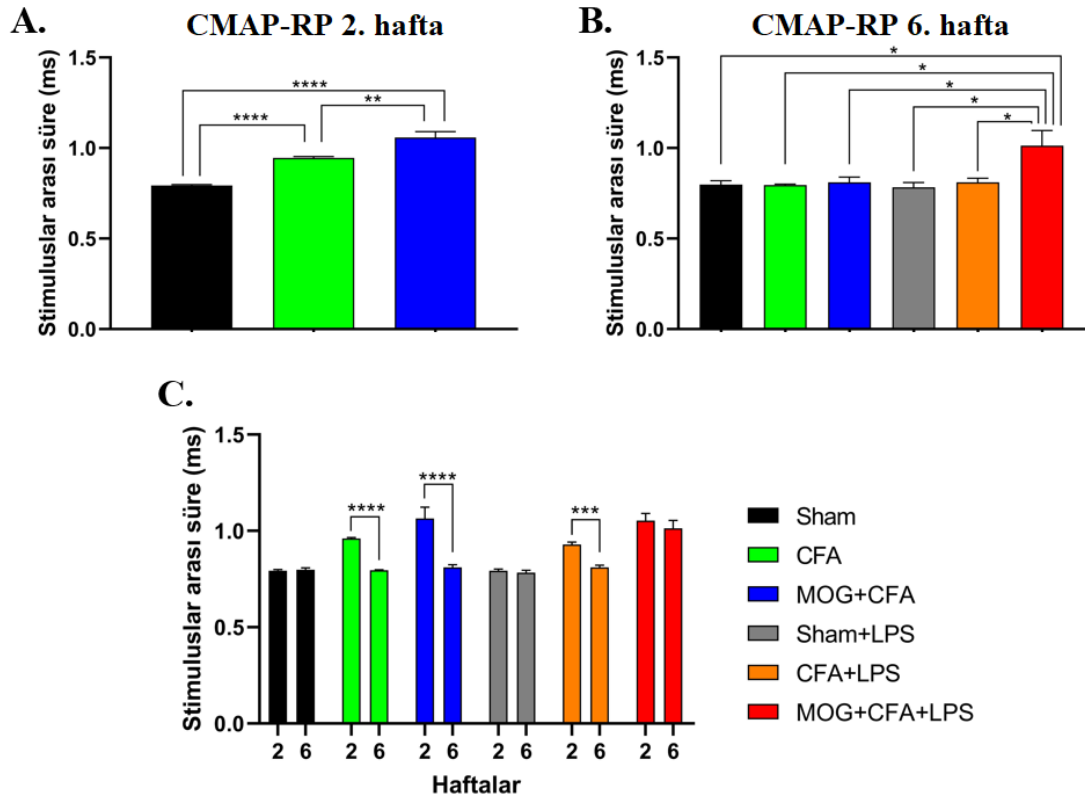 A.
CMAP-RP 2. hafta
Stimuluslar arası süre (ms)
1.5
1.0
0.5
0.0
****
****
**
B.
CMAP-RP 6. hafta
Stimuluslar arası süre (ms)
1.5
1.0
0.5
0.0
*
*
*
*
*
C.
Stimuluslar arası süre (ms)
1.5
1.0
0.5
0.0
****
****
***
2 6 2 6 2 6 2 6 2 6 2 6
Haftalar
Sham
CFA
MOG+CFA
Sham+LPS
CFA+LPS
MOG+CFA+LPS